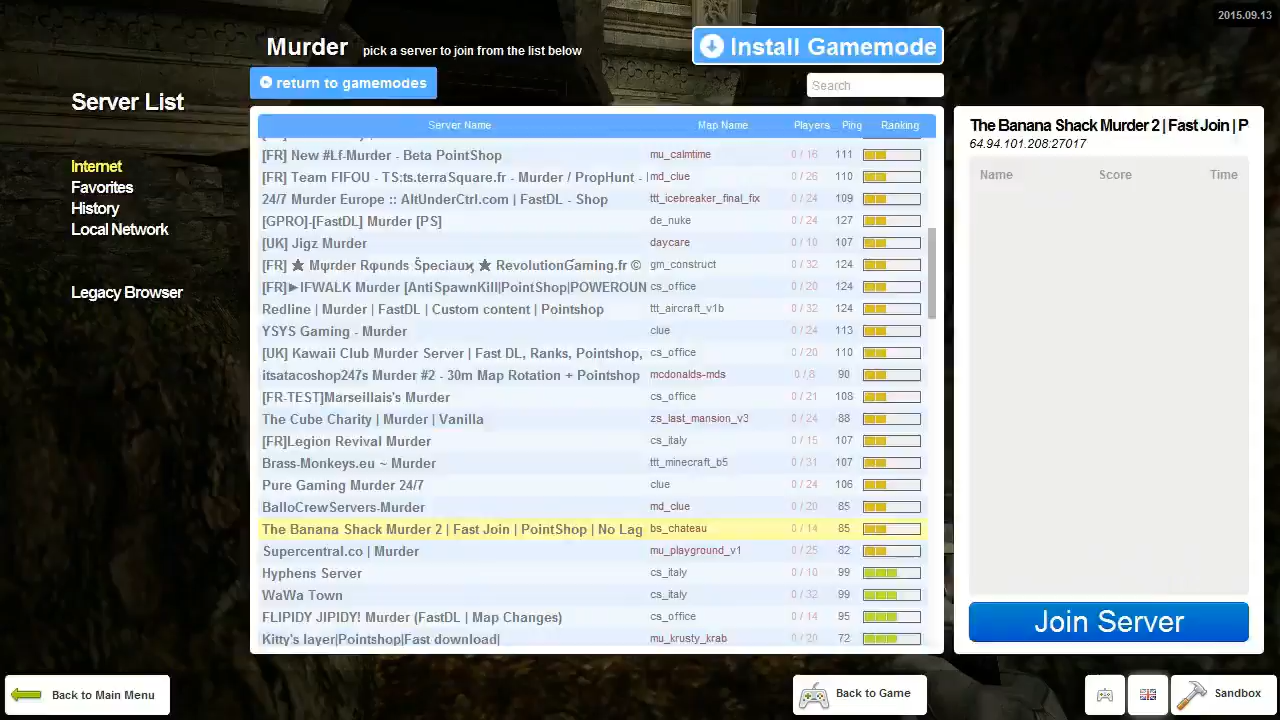 2015.09.13
Murder pick a server to join from the list below
Install Gamemode
return to gamemodes
Search
Server List
Internet
Favorites
History
Local Network
Legacy Browser
Server Name Map Name Players Ping Ranking
[FR] New #Lf-Murder - Beta PointShop mu_calmtime 0 / 16 111
[FR] Team FIFOU - TS:ts.terraSquare.fr - Murder / PropHunt - md_clue 0 / 26 110
24/7 Murder Europe :: AltUnderCtrl.com | FastDL - Shop ttt_icebreaker_final_fix 0 / 24 109
[GPRO]-[FastDL] Murder [PS] de_nuke 0 / 24 127
[UK] Jigz Murder daycare 0 / 10 107
[FR] ★ Mψrder Rφunds Ŝpeciauҗ ★ RevolutionGaming.fr © gm_construct 0 / 32 124
[FR]►IFWALK Murder [AntiSpawnKill|PointShop|POWEROUN cs_office 0 / 20 124
Redline | Murder | FastDL | Custom content | Pointshop ttt_aircraft_v1b 0 / 32 124
YSYS Gaming - Murder clue 0 / 24 113
[UK] Kawaii Club Murder Server | Fast DL, Ranks, Pointshop, cs_office 0 / 20 110
itsatacoshop247s Murder #2 - 30m Map Rotation + Pointshop mcdonalds-mds 0 / 8 90
[FR-TEST]Marseillais's Murder cs_office 0 / 21 108
The Cube Charity | Murder | Vanilla zs_last_mansion_v3 0 / 24 88
[FR]Legion Revival Murder cs_italy 0 / 15 107
Brass-Monkeys.eu ~ Murder ttt_minecraft_b5 0 / 31 107
Pure Gaming Murder 24/7 clue 0 / 24 106
BalloCrewServers-Murder md_clue 0 / 20 85
The Banana Shack Murder 2 | Fast Join | PointShop | No Lag bs_chateau 0 / 14 85
Supercentral.co | Murder mu_playground_v1 0 / 25 82
Hyphens Server cs_italy 0 / 10 99
WaWa Town cs_italy 0 / 32 99
FLIPIDY JIPIDY! Murder (FastDL | Map Changes) cs_office 0 / 14 95
Kitty's layer|Pointshop|Fast download| mu_krusty_krab 0 / 20 72
The Banana Shack Murder 2 | Fast Join | P
64.94.101.208:27017
Name Score Time
Join Server
Back to Main Menu
Back to Game
Sandbox